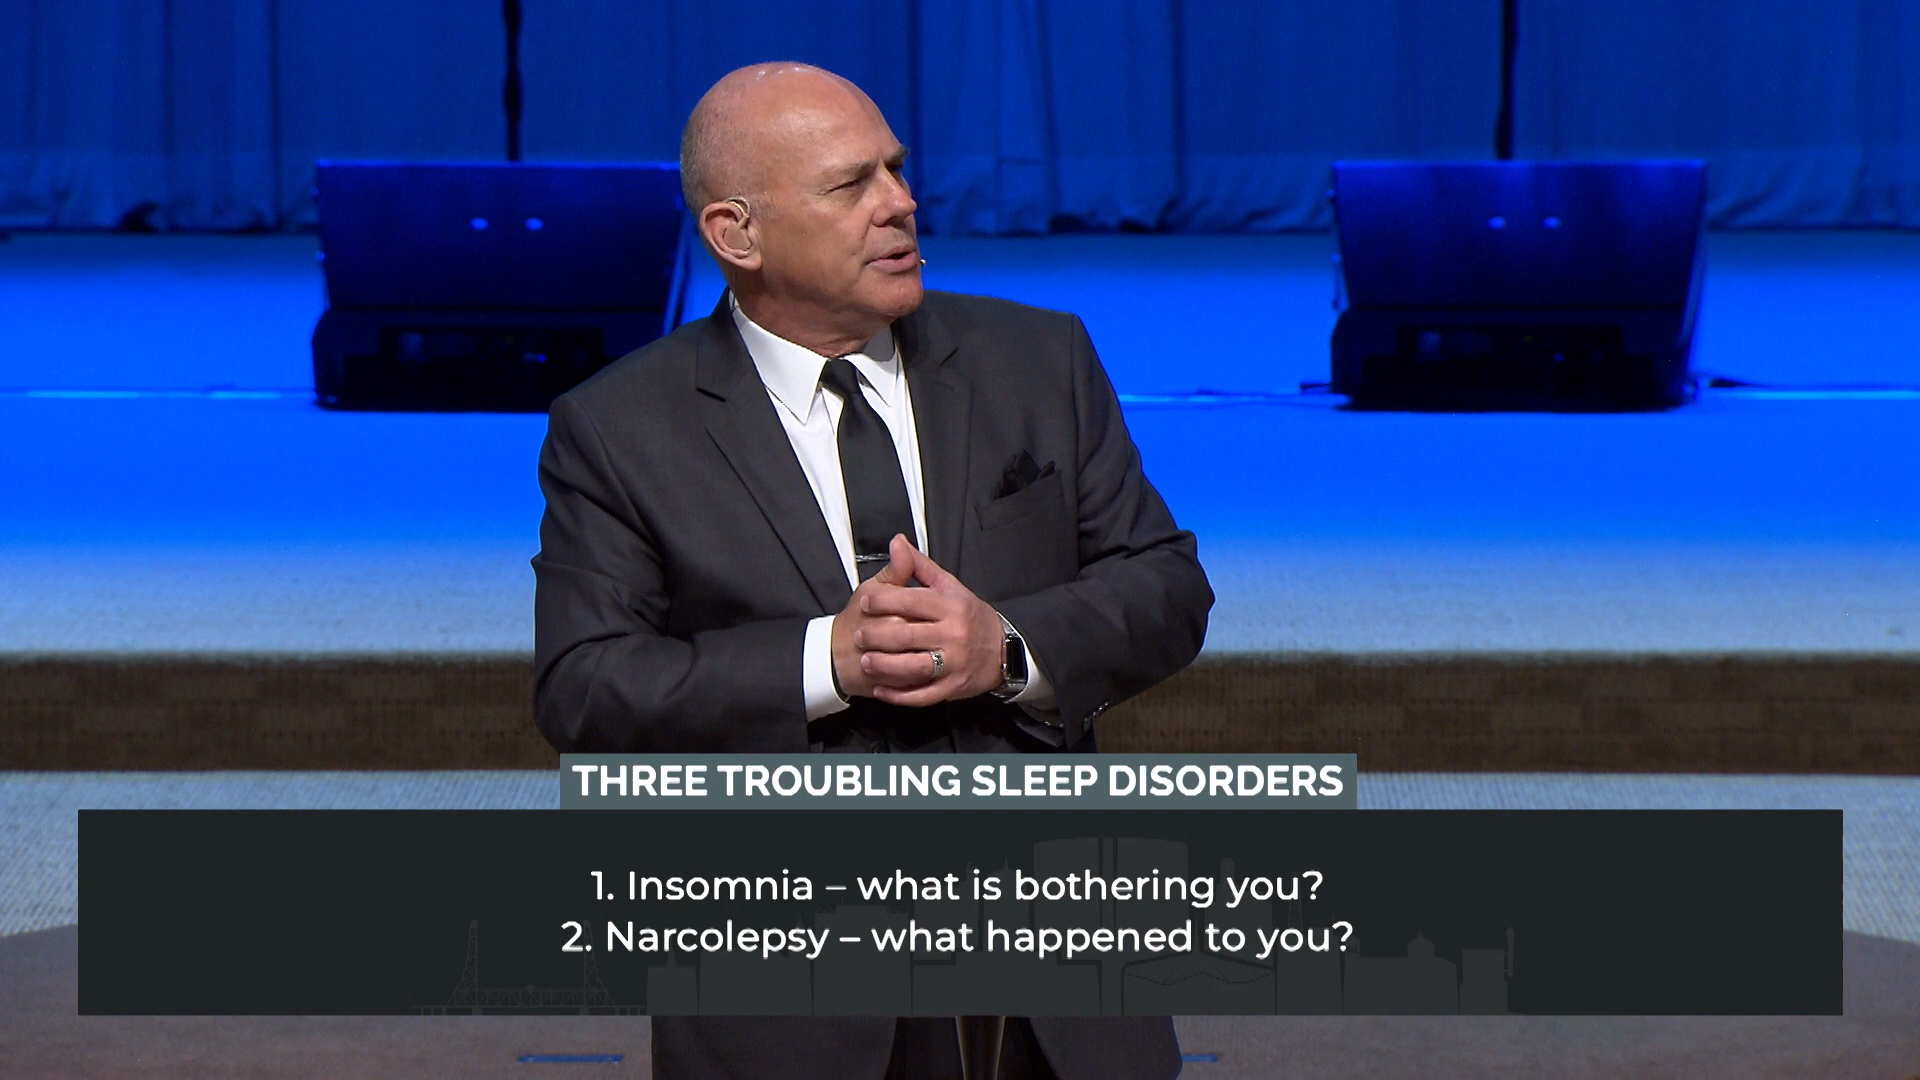 THREE TROUBLING SLEEP DISORDERS
1. Insomnia – what is bothering you?
2. Narcolepsy – what happened to you?